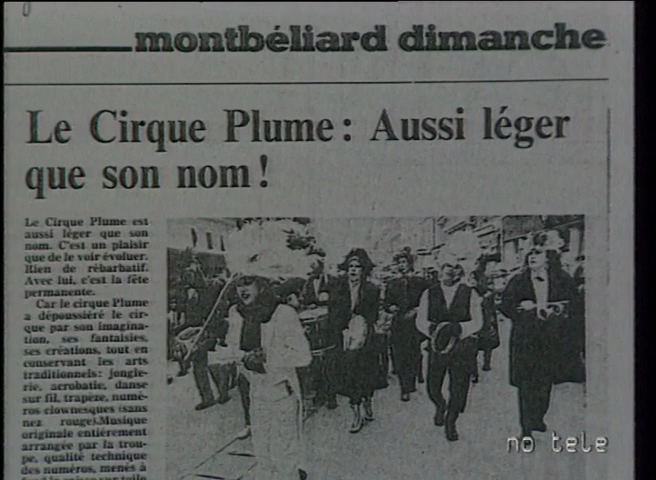 montbéliard dimanche
Le Cirque Plume : Aussi léger
que son nom !
Le Cirque Plume est
aussi léger que son
nom. C'est un plaisir
que de le voir évoluer.
Rien de rébarbatif.
Avec lui, c'est la fête
permanente.
Car le cirque Plume
a dépoussiéré le cir-
que par son imagina-
tion, ses fantaisies,
ses créations, tout en
conservant les arts
traditionnels : jongle-
rie, acrobatie, danse
sur fil, trapèze, numé-
ros clownesques (sans
nez rouge).Musique
originale entièrement
arrangée par la trou-
pe, qualité technique
des numéros, menés à
no tele